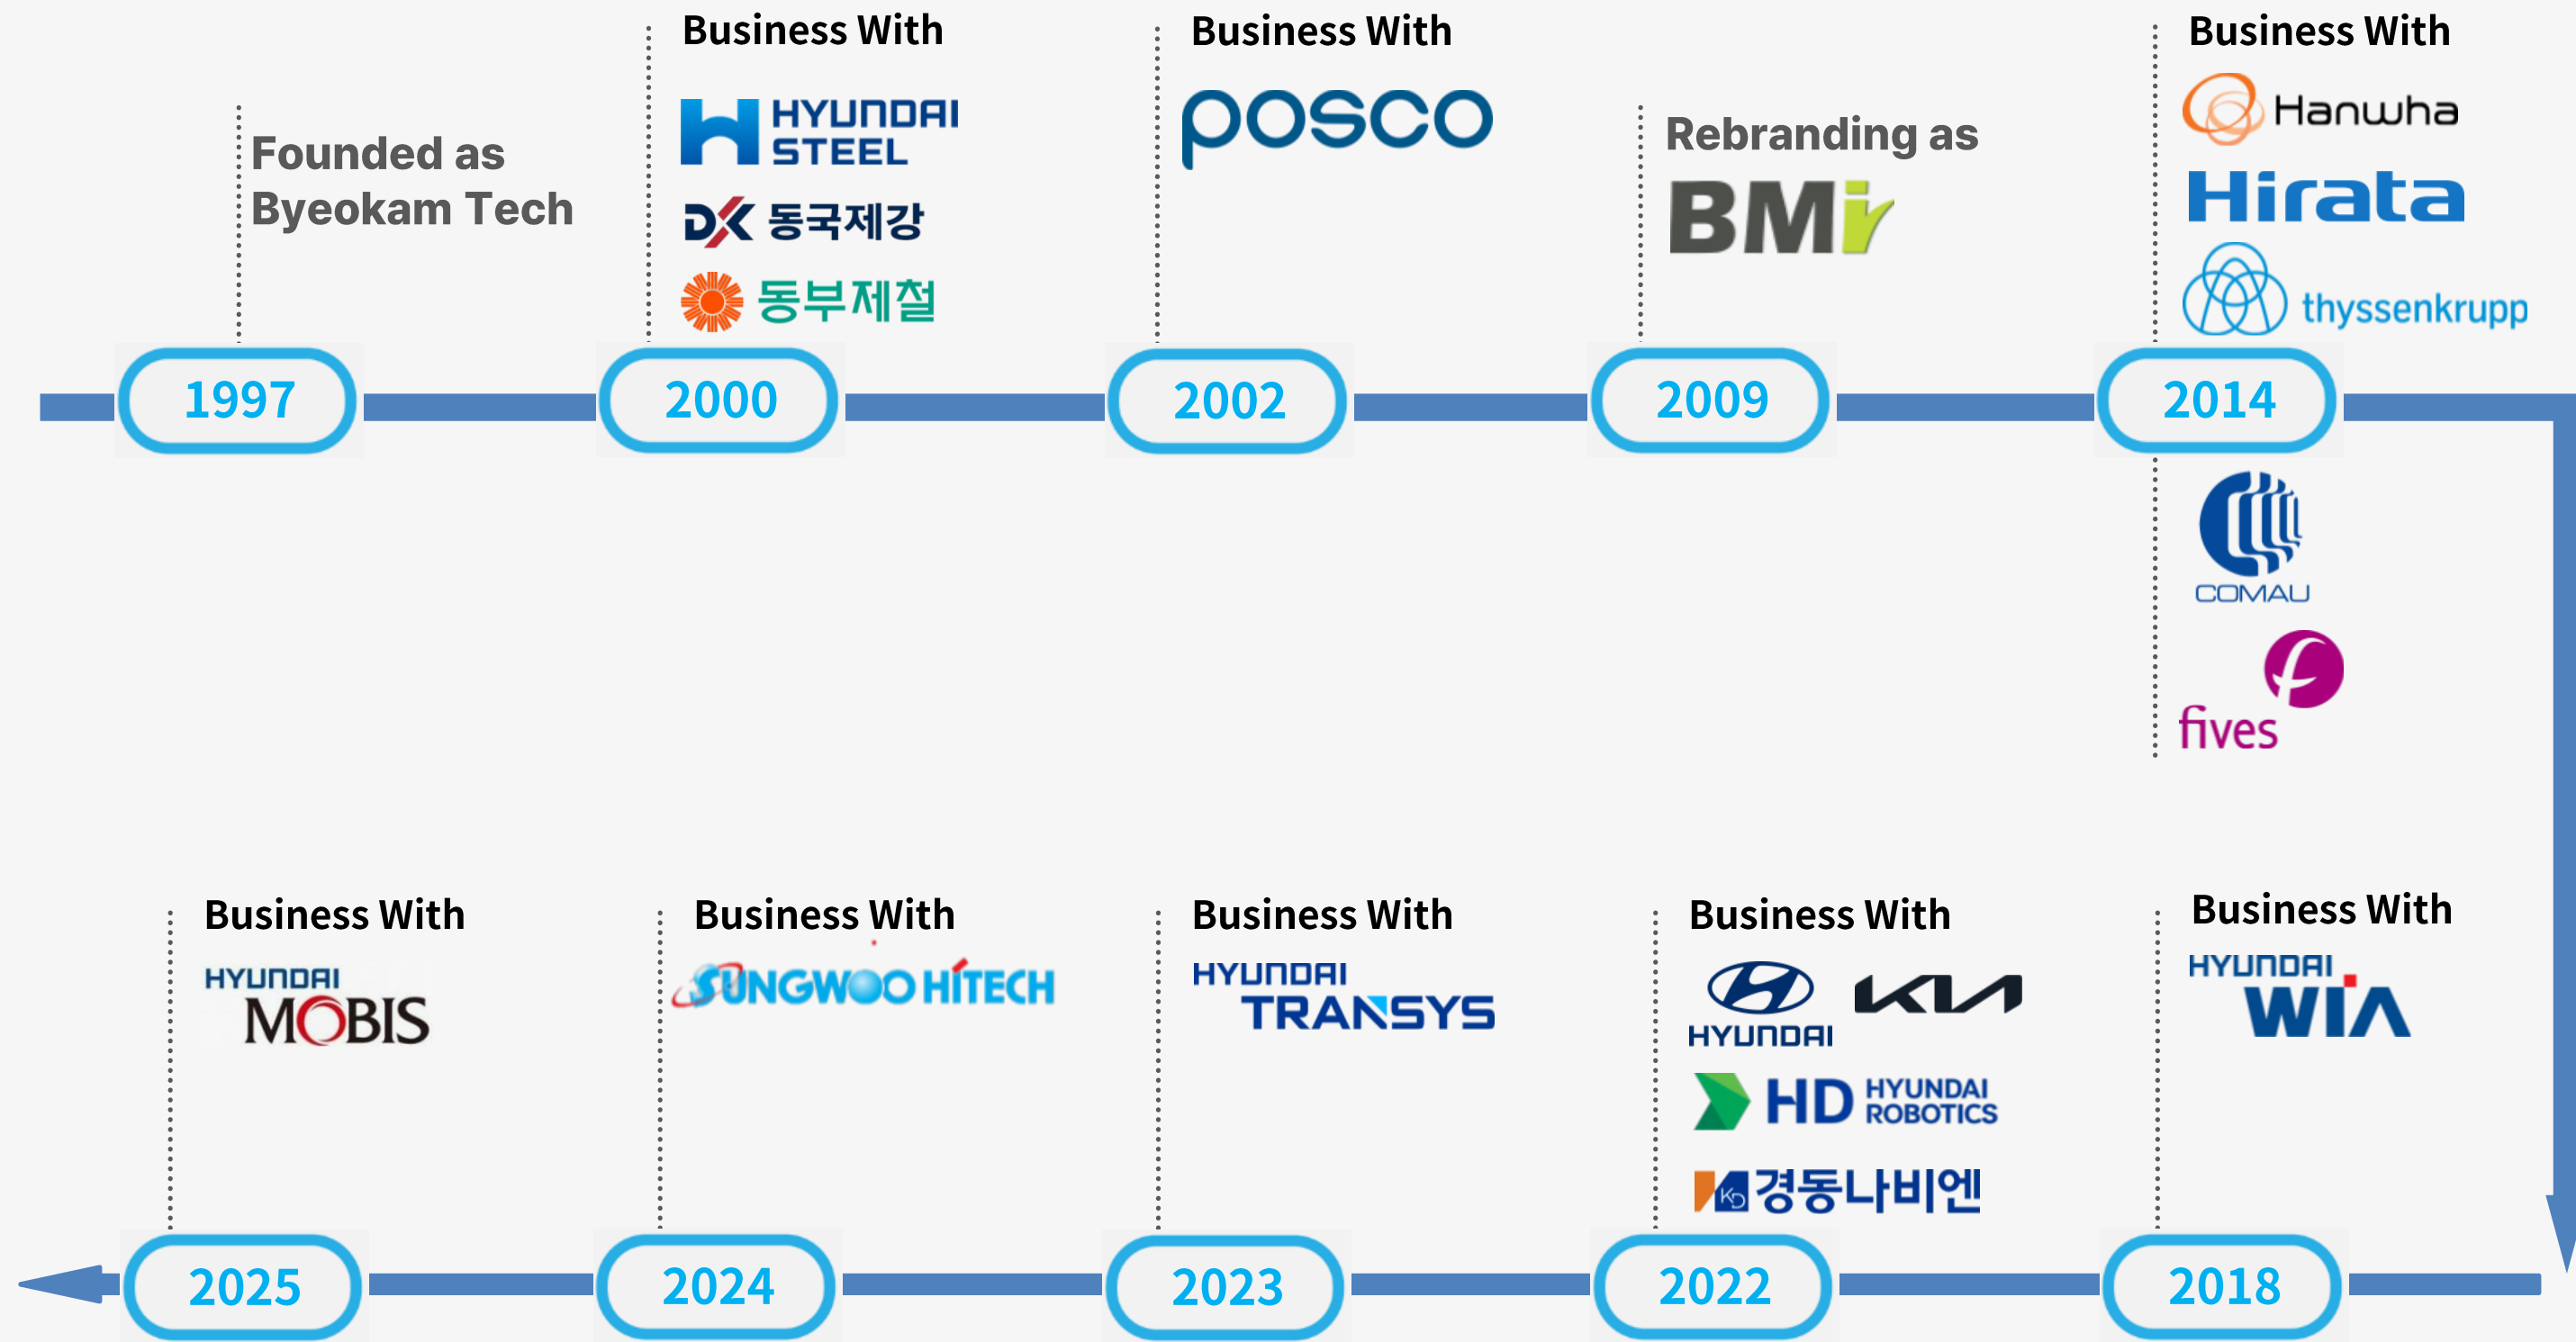 Founded as
Byeokam Tech
1997
Business With
HYUNDAI
STEEL
DK 동국제강
동부제철
2000
Business With
posco
2002
Rebranding as
BMir
2009
Business With
Hanwha
Hirata
thyssenkrupp
2014
COMAU
fives
Business With
HYUNDAI
WIA
2018
Business With
HYUNDAI KIA
HD HYUNDAI
ROBOTICS
KD 경동나비엔
2022
Business With
HYUNDAI
TRANSYS
2023
Business With
SUNGWOO HITECH
2024
Business With
HYUNDAI
MOBIS
2025